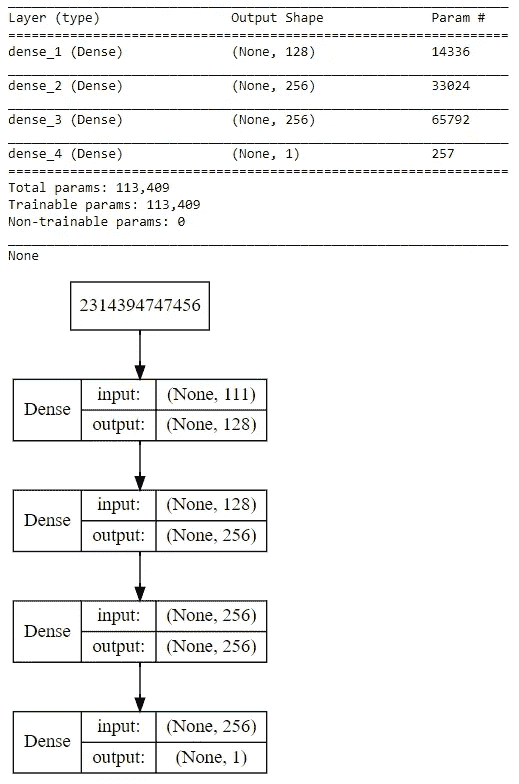 Layer (type) Output Shape Param #
dense_1 (Dense) (None, 128) 14336
dense_2 (Dense) (None, 256) 33024
dense_3 (Dense) (None, 256) 65792
dense_4 (Dense) (None, 1) 257
Total params: 113,409
Trainable params: 113,409
Non-trainable params: 0
None
2314394747456
Dense input: (None, 111)
output: (None, 128)
Dense input: (None, 128)
output: (None, 256)
Dense input: (None, 256)
output: (None, 256)
Dense input: (None, 256)
output: (None, 1)